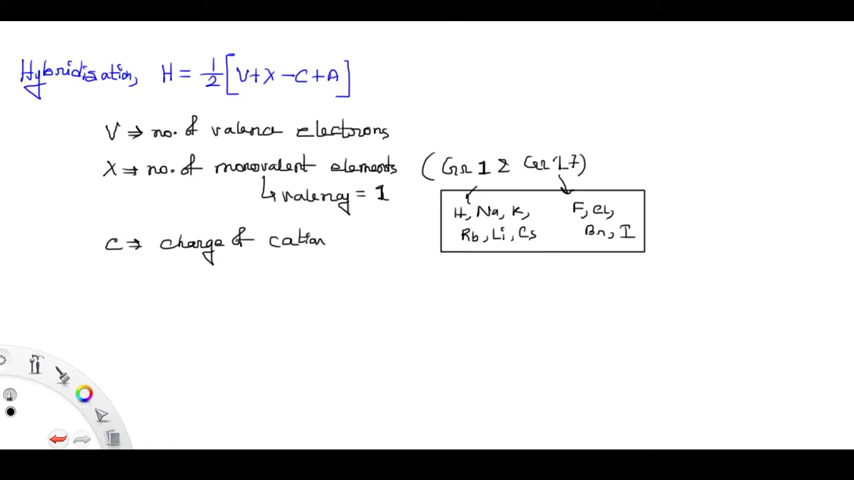 Hybridisation, H = 1/2 [V+X-C+A]
V ⇒ no. of valence electrons
X ⇒ no. of monovalent elements (Gr 1 & Gr 17)
↳ valency = 1
H, Na, K, F, Cl,
Rb, Li, Cs Br, I
C ⇒ charge of cation